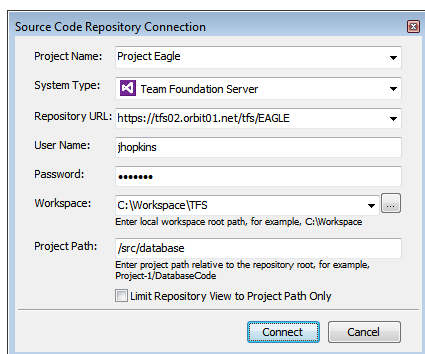 Source Code Repository Connection
Project Name: Project Eagle
System Type: Team Foundation Server
Repository URL: https://tfs02.orbit01.net/tfs/EAGLE
User Name: jhopkins
Password: •••••••
Workspace: C:\Workspace\TFS ...
Enter local workspace root path, for example, C:\Workspace
Project Path: /src/database
Enter project path relative to the repository root, for example,
Project-1/DatabaseCode
Limit Repository View to Project Path Only
Connect Cancel